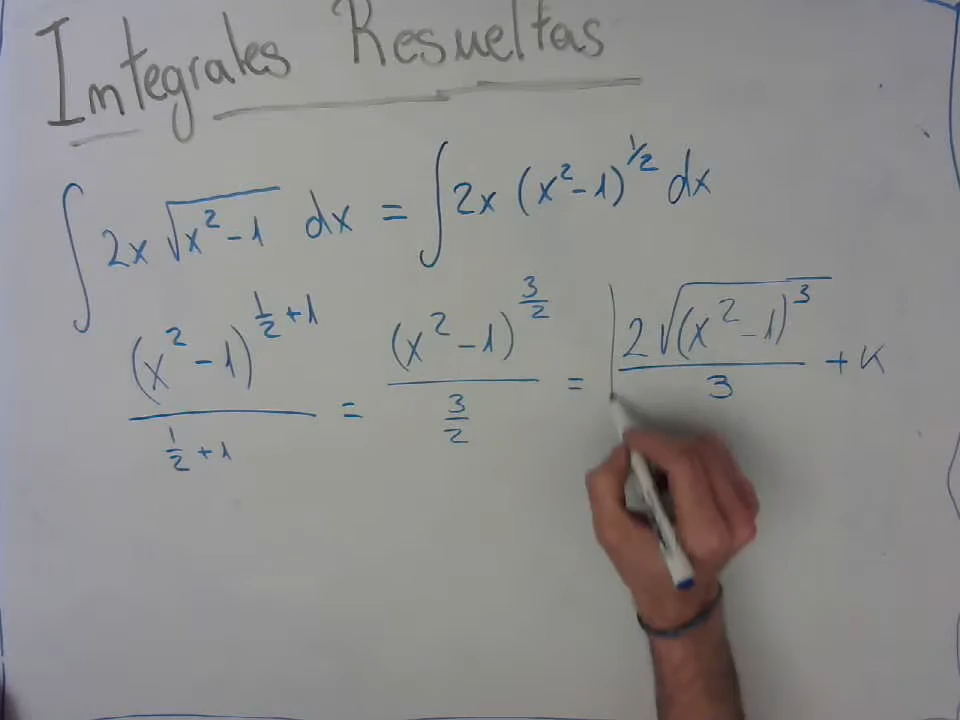 Integrales Resueltas
∫ 2x √(x² - 1) dx = ∫ 2x (x² - 1)^(1/2) dx
(x² - 1)^(1/2 + 1) / (1/2 + 1) = (x² - 1)^(3/2) / (3/2) = 2√((x² - 1)³) / 3 + K